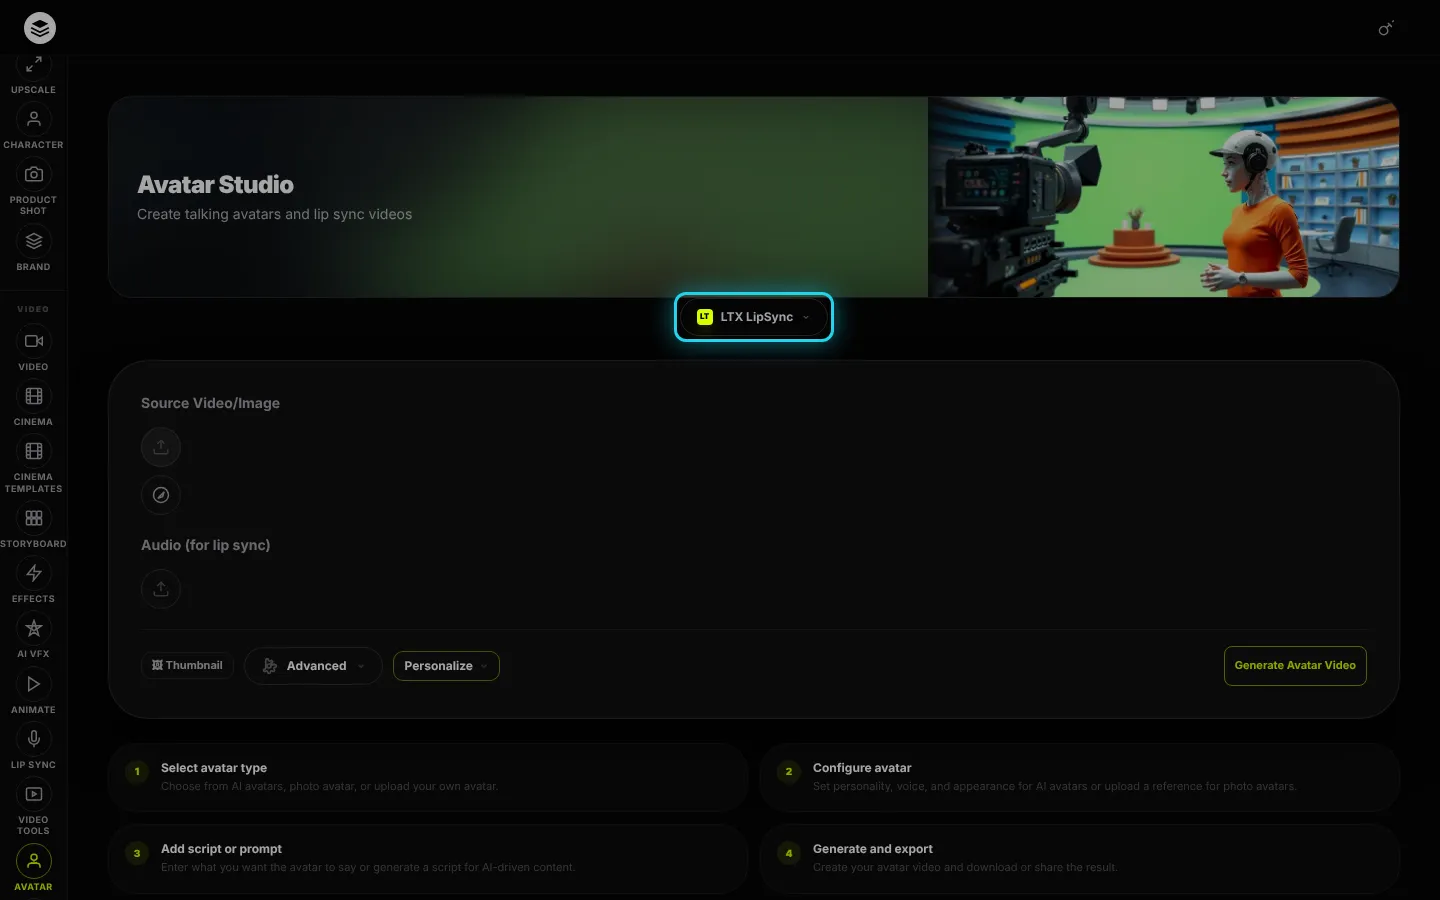 UPSCALE
CHARACTER
PRODUCT
SHOT
BRAND
VIDEO
VIDEO
CINEMA
CINEMA
TEMPLATES
STORYBOARD
EFFECTS
AI VFX
ANIMATE
LIP SYNC
VIDEO
TOOLS
AVATAR
Avatar Studio
Create talking avatars and lip sync videos
LT LTX LipSync
Source Video/Image
Audio (for lip sync)
Thumbnail Advanced Personalize Generate Avatar Video
1 Select avatar type
Choose from AI avatars, photo avatar, or upload your own avatar.
2 Configure avatar
Set personality, voice, and appearance for AI avatars or upload a reference for photo avatars.
3 Add script or prompt
Enter what you want the avatar to say or generate a script for AI-driven content.
4 Generate and export
Create your avatar video and download or share the result.